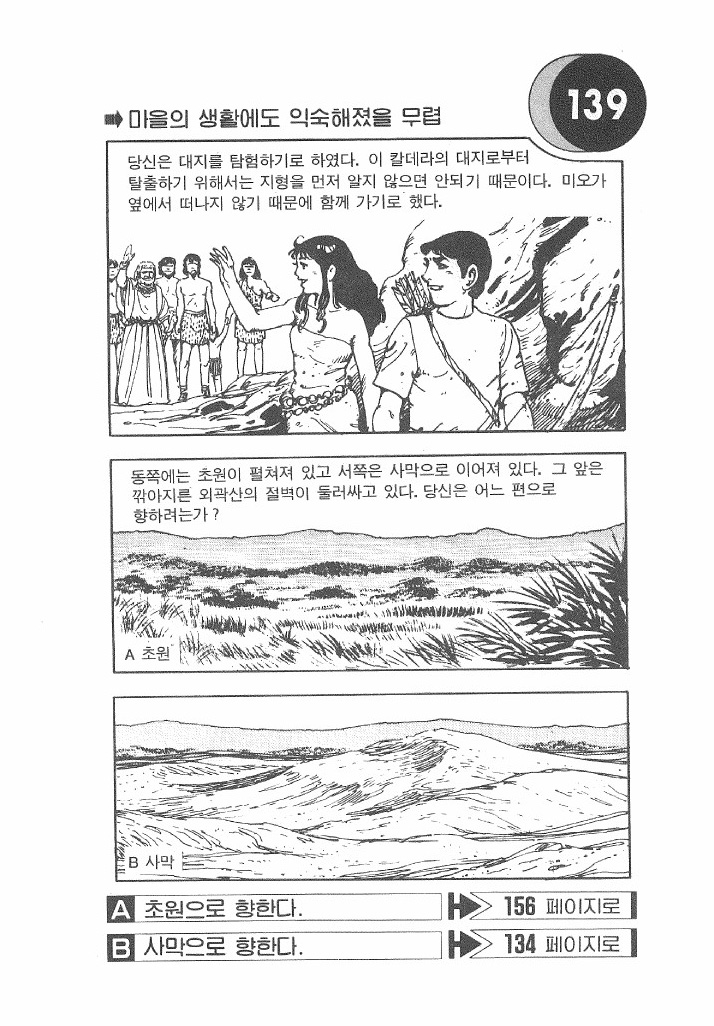 139
마을의 생활에도 익숙해졌을 무렵
당신은 대지를 탐험하기로 하였다. 이 칼데라의 대지로부터
탈출하기 위해서는 지형을 먼저 알지 않으면 안되기 때문이다. 미오가
옆에서 떠나지 않기 때문에 함께 가기로 했다.
동쪽에는 초원이 펼쳐져 있고 서쪽은 사막으로 이어져 있다. 그 앞은
깎아지른 외곽산의 절벽이 둘러싸고 있다. 당신은 어느 편으로
향하려는가?
A 초원
B 사막
A 초원으로 향한다. 156 페이지로
B 사막으로 향한다. 134 페이지로